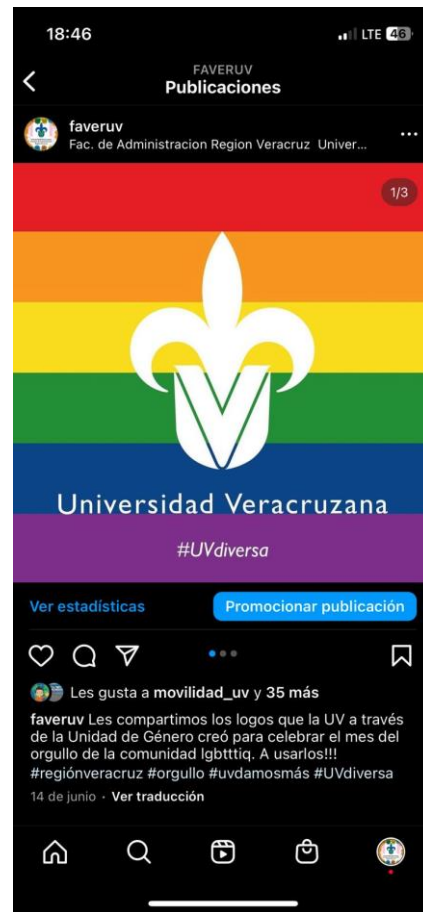 18:46
LTE 46
FAVERUV
Publicaciones
faveruv
Fac. de Administracion Region Veracruz Univer...
1/3
Universidad Veracruzana
#UVdiversa
Ver estadísticas
Promocionar publicación
Les gusta a movilidad_uv y 35 más
faveruv Les compartimos los logos que la UV a través
de la Unidad de Género creó para celebrar el mes del
orgullo de la comunidad lgbtttiq. A usarlos!!!
#regiónveracruz #orgullo #uvdamosmás #UVdiversa
14 de junio · Ver traducción